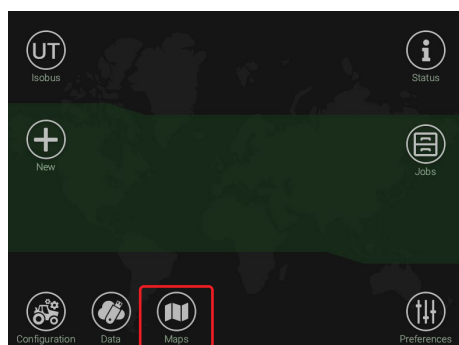 UT
Isobus
Status
New
Jobs
Configuration
Data
Maps
Preferences